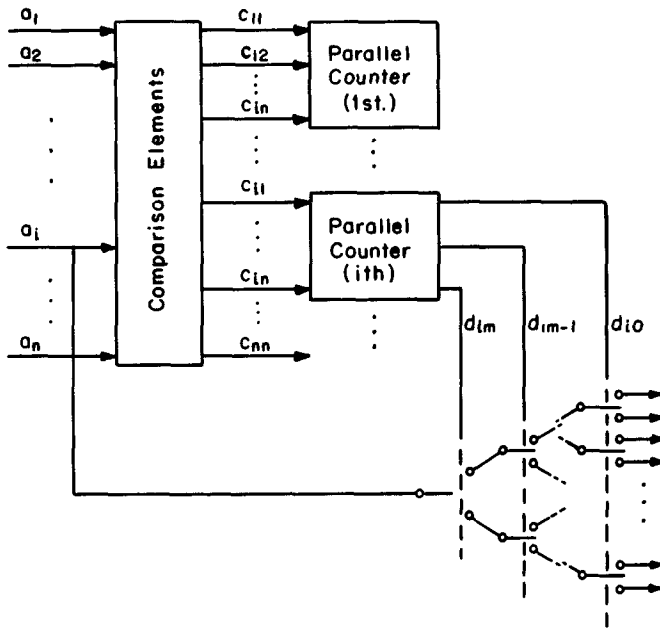 a1
a2
ai
an
Comparison Elements
c11
c12
c1n
ci1
cin
cnn
Parallel
Counter
(1st.)
Parallel
Counter
(ith)
dim
dim-1
di0